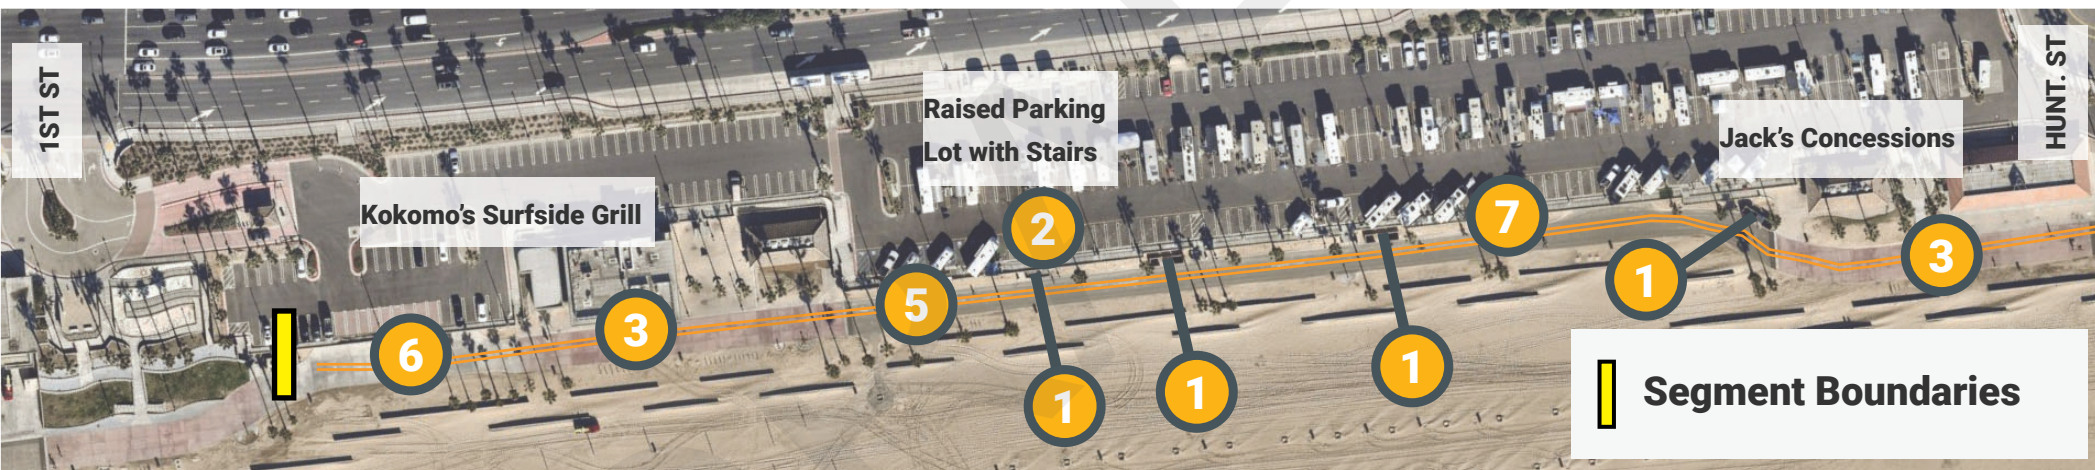 1ST ST
Kokomo’s Surfside Grill
Raised Parking
Lot with Stairs
Jack’s Concessions
HUNT. ST
6
3
5
2
1
1
1
7
1
3
Segment Boundaries